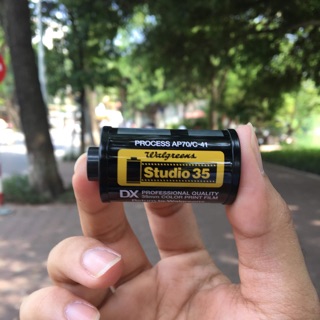 PROCESS AP70/C-41
Walgreens
Studio 35
DX PROFESSIONAL QUALITY
35mm COLOR PRINT FILM